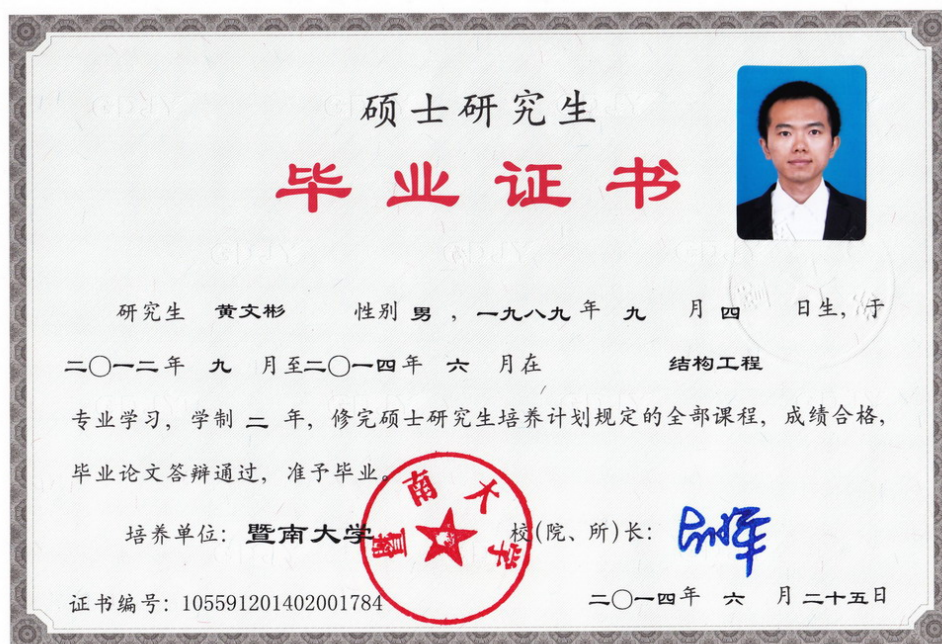 硕士研究生
毕业证书
研究生 黄文彬 性别 男 ，一九八九 年 九 月 四 日生，于
二〇一二 年 九 月至 二〇一四 年 六 月在 结构工程
专业学习，学制 二 年，修完硕士研究生培养计划规定的全部课程，成绩合格，
毕业论文答辩通过，准予毕业。
暨南大学
培养单位：暨南大学 校(院、所)长：
证书编号：105591201402001784 二〇一四 年 六 月 二十五 日